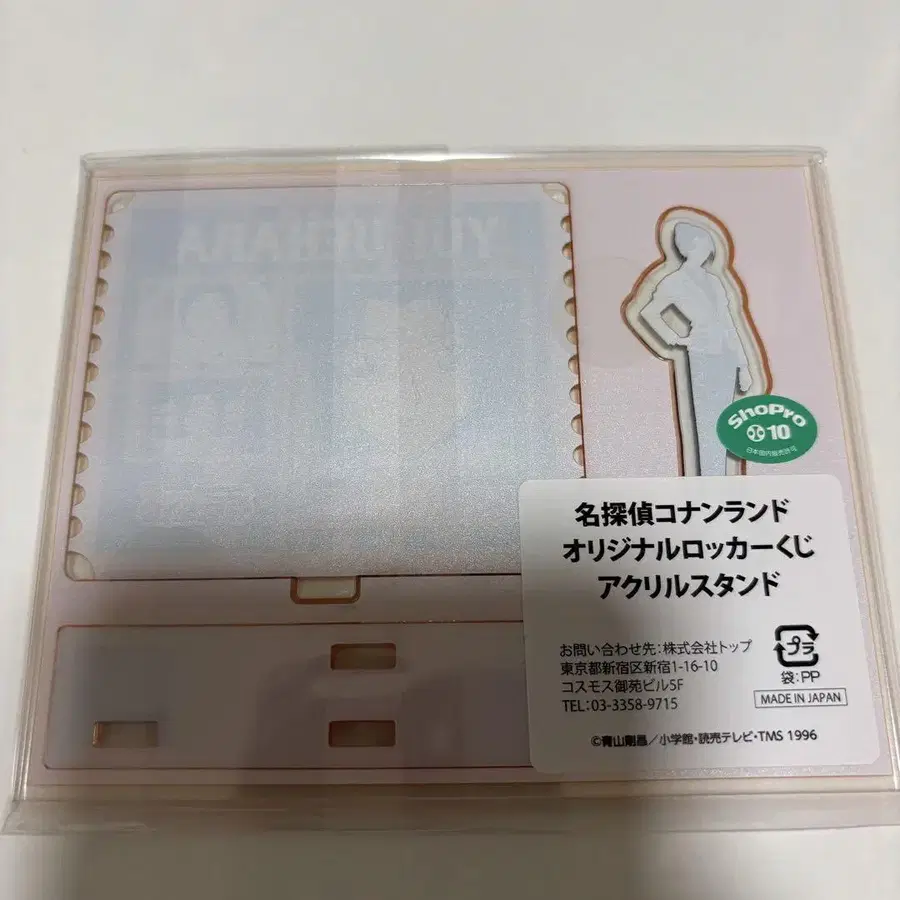 ShoPro
10
日本国内販売許可
名探偵コナンランド
オリジナルロッカーくじ
アクリルスタンド
お問い合わせ先：株式会社トップ
東京都新宿区新宿1-16-10
コスモス御苑ビル5F
TEL：03-3358-9715
プラ
袋：PP
MADE IN JAPAN
©青山剛昌／小学館・読売テレビ・TMS 1996